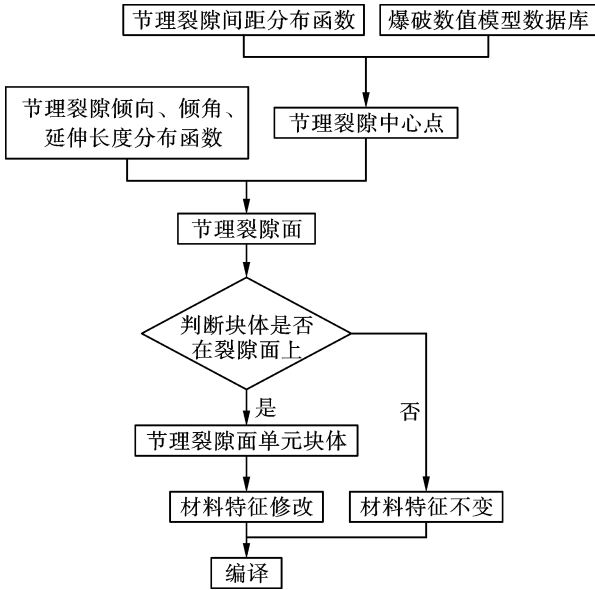 节理裂隙间距分布函数
爆破数值模型数据库
节理裂隙倾向、倾角、
延伸长度分布函数
节理裂隙中心点
节理裂隙面
判断块体是否
在裂隙面上
是
否
节理裂隙面单元块体
材料特征修改
材料特征不变
编译